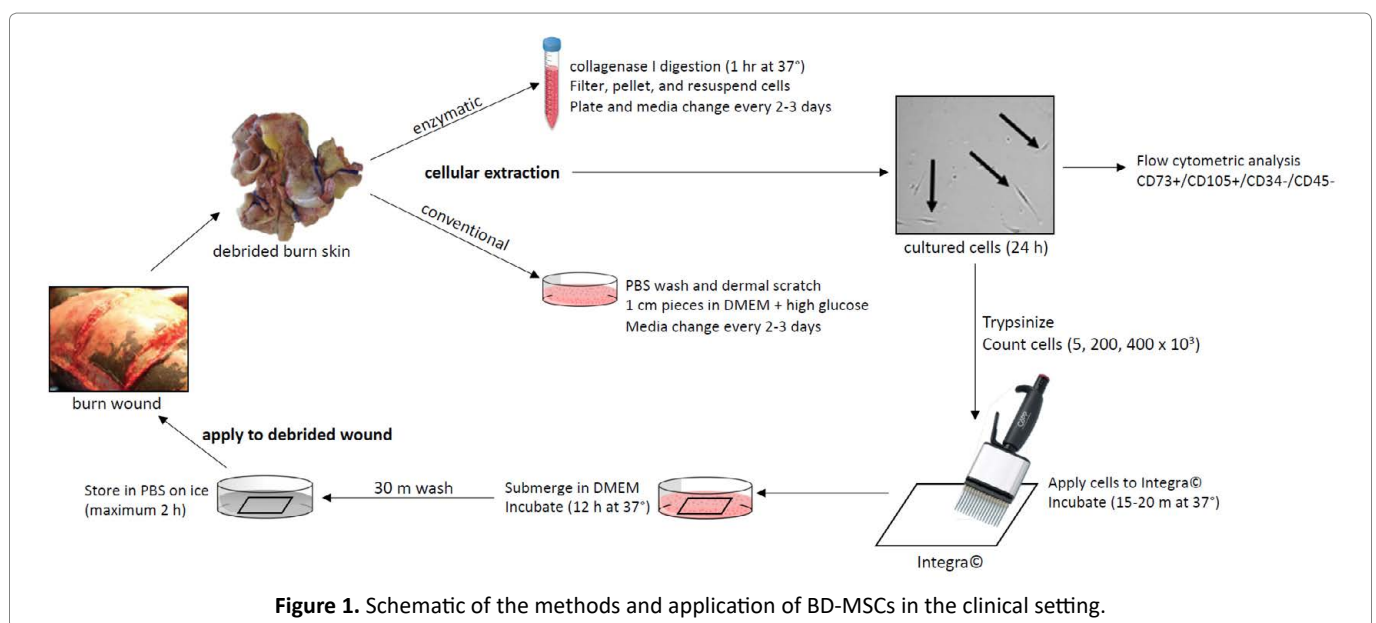 collagenase I digestion (1 hr at 37°)
Filter, pellet, and resuspend cells
Plate and media change every 2-3 days
enzymatic
cellular extraction
conventional
debrided burn skin
PBS wash and dermal scratch
1 cm pieces in DMEM + high glucose
Media change every 2-3 days
cultured cells (24 h)
Flow cytometric analysis
CD73+/CD105+/CD34-/CD45-
Trypsinize
Count cells (5, 200, 400 x 10³)
CAPP
Apply cells to Integra©
Incubate (15-20 m at 37°)
Integra©
Submerge in DMEM
Incubate (12 h at 37°)
30 m wash
Store in PBS on ice
(maximum 2 h)
apply to debrided wound
burn wound
Figure 1. Schematic of the methods and application of BD-MSCs in the clinical setting.